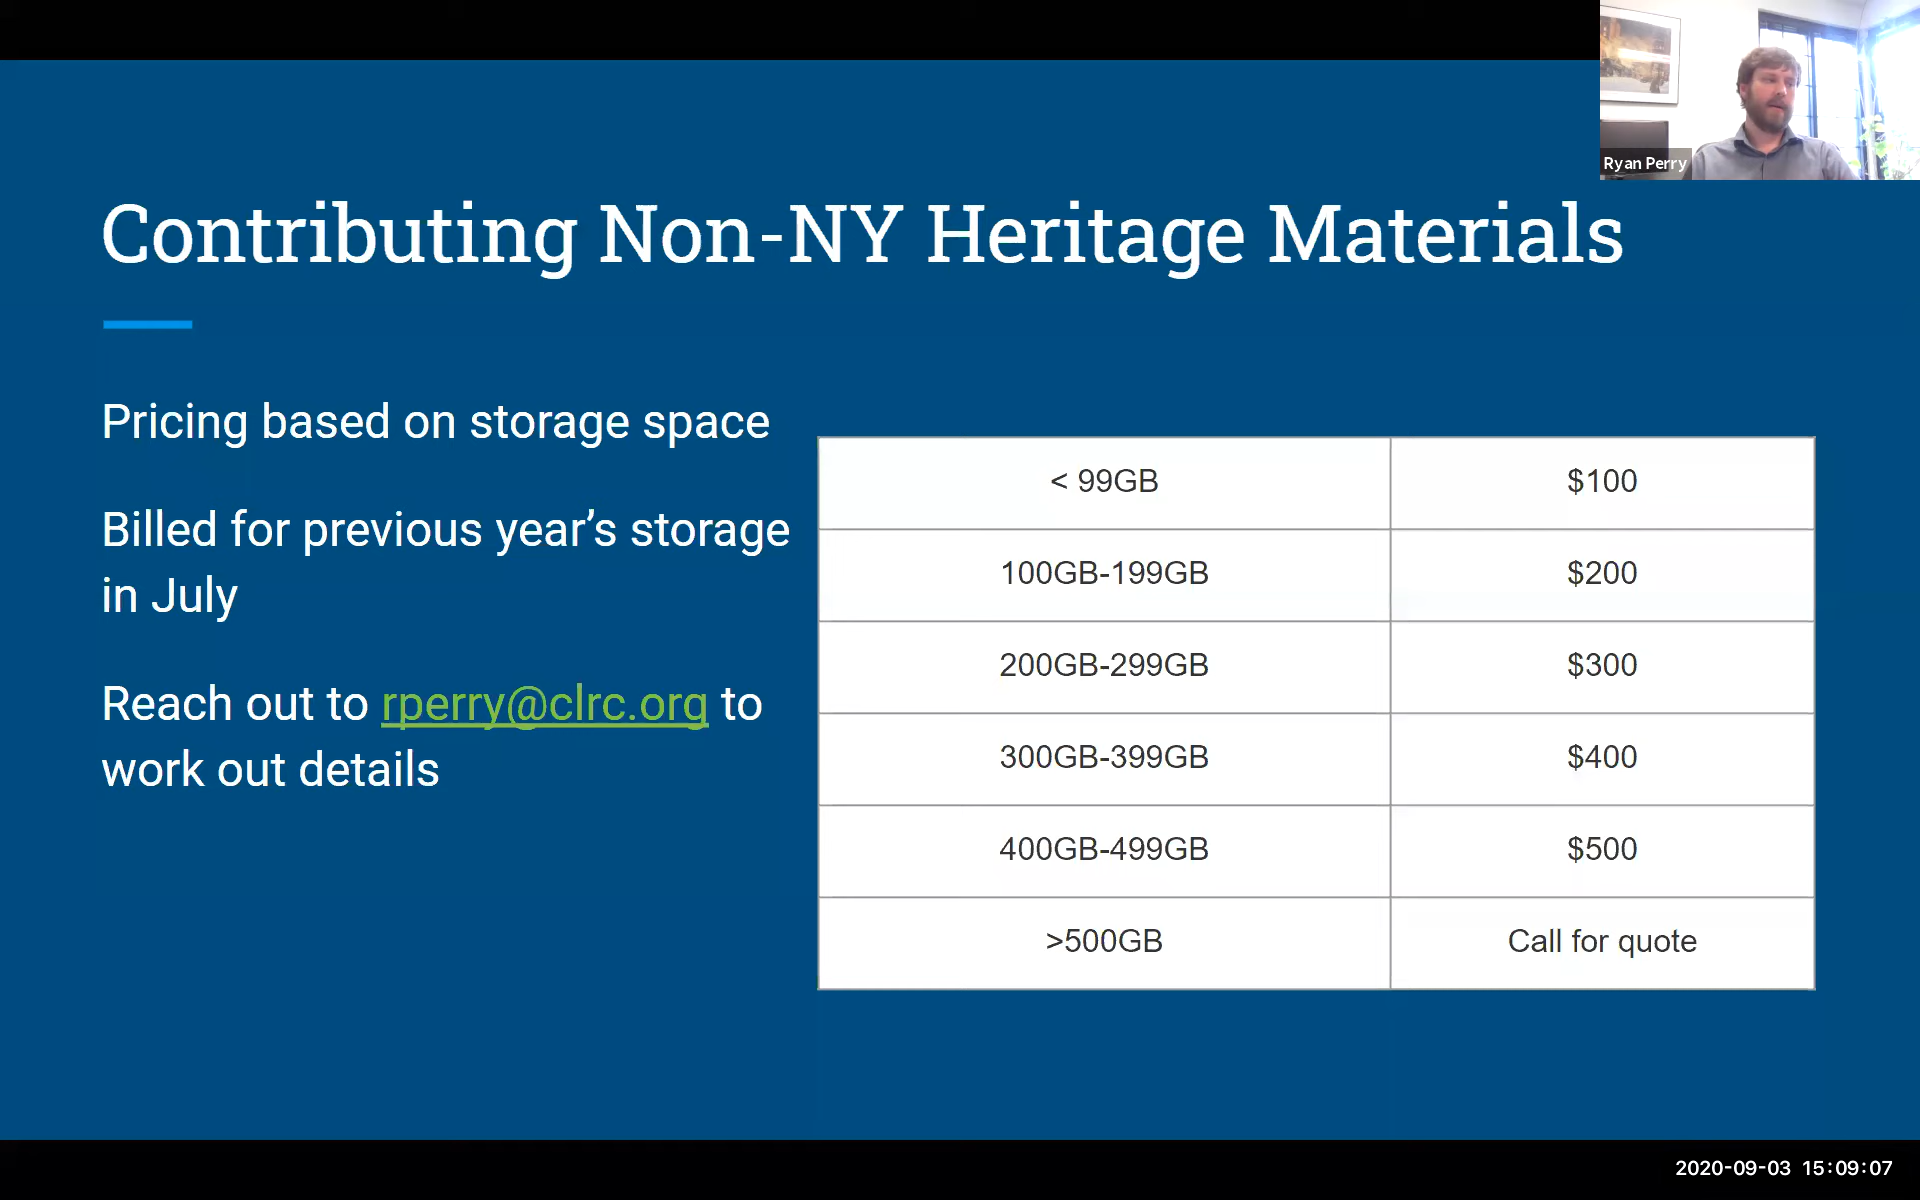 Ryan Perry
Contributing Non-NY Heritage Materials
Pricing based on storage space
Billed for previous year’s storage
in July
Reach out to rperry@clrc.org to
work out details
< 99GB $100
100GB-199GB $200
200GB-299GB $300
300GB-399GB $400
400GB-499GB $500
>500GB Call for quote
2020-09-03 15:09:07